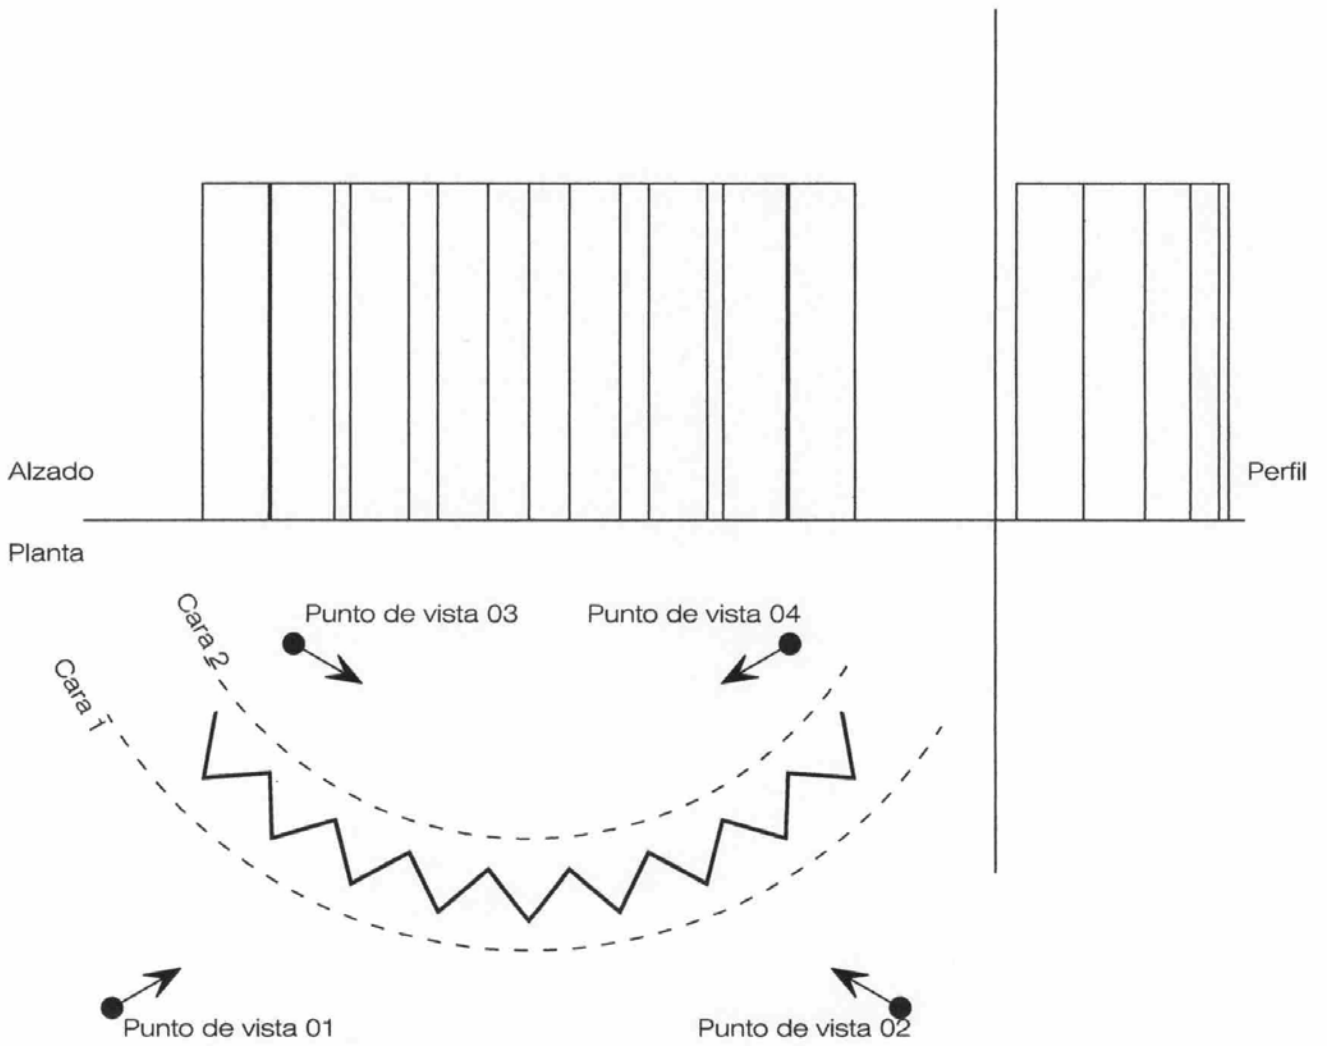 Alzado
Perfil
Planta
Punto de vista 03
Punto de vista 04
Cara 2
Cara 1
Punto de vista 01
Punto de vista 02